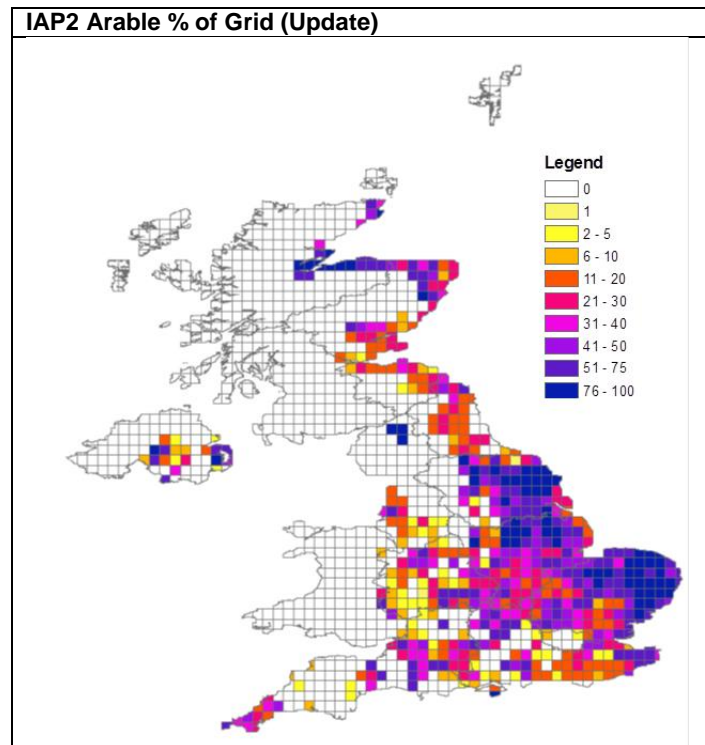 IAP2 Arable % of Grid (Update)
Legend
0
1
2 - 5
6 - 10
11 - 20
21 - 30
31 - 40
41 - 50
51 - 75
76 - 100